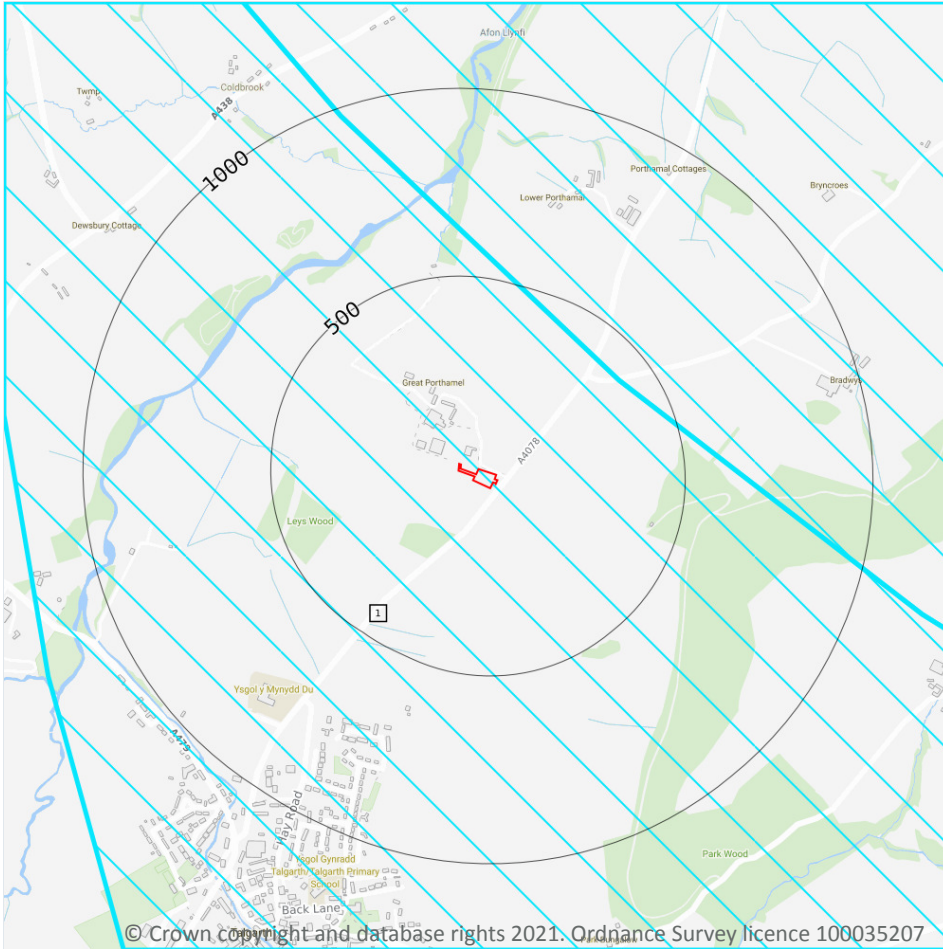 Afon Llynfi
Coldbrook
Twmp
A438
1000
Porthamal Cottages
Bryncroes
Lower Porthamal
Dewsbury Cottage
500
Great Porthamel
Bradwys
A4078
Leys Wood
1
Ysgol y Mynydd Du
A479
Hay Road
Park Wood
Ysgol Gynradd
Talgarth/Talgarth Primary
School
Back Lane
Talgarth
© Crown copyright and database rights 2021. Ordnance Survey licence 100035207